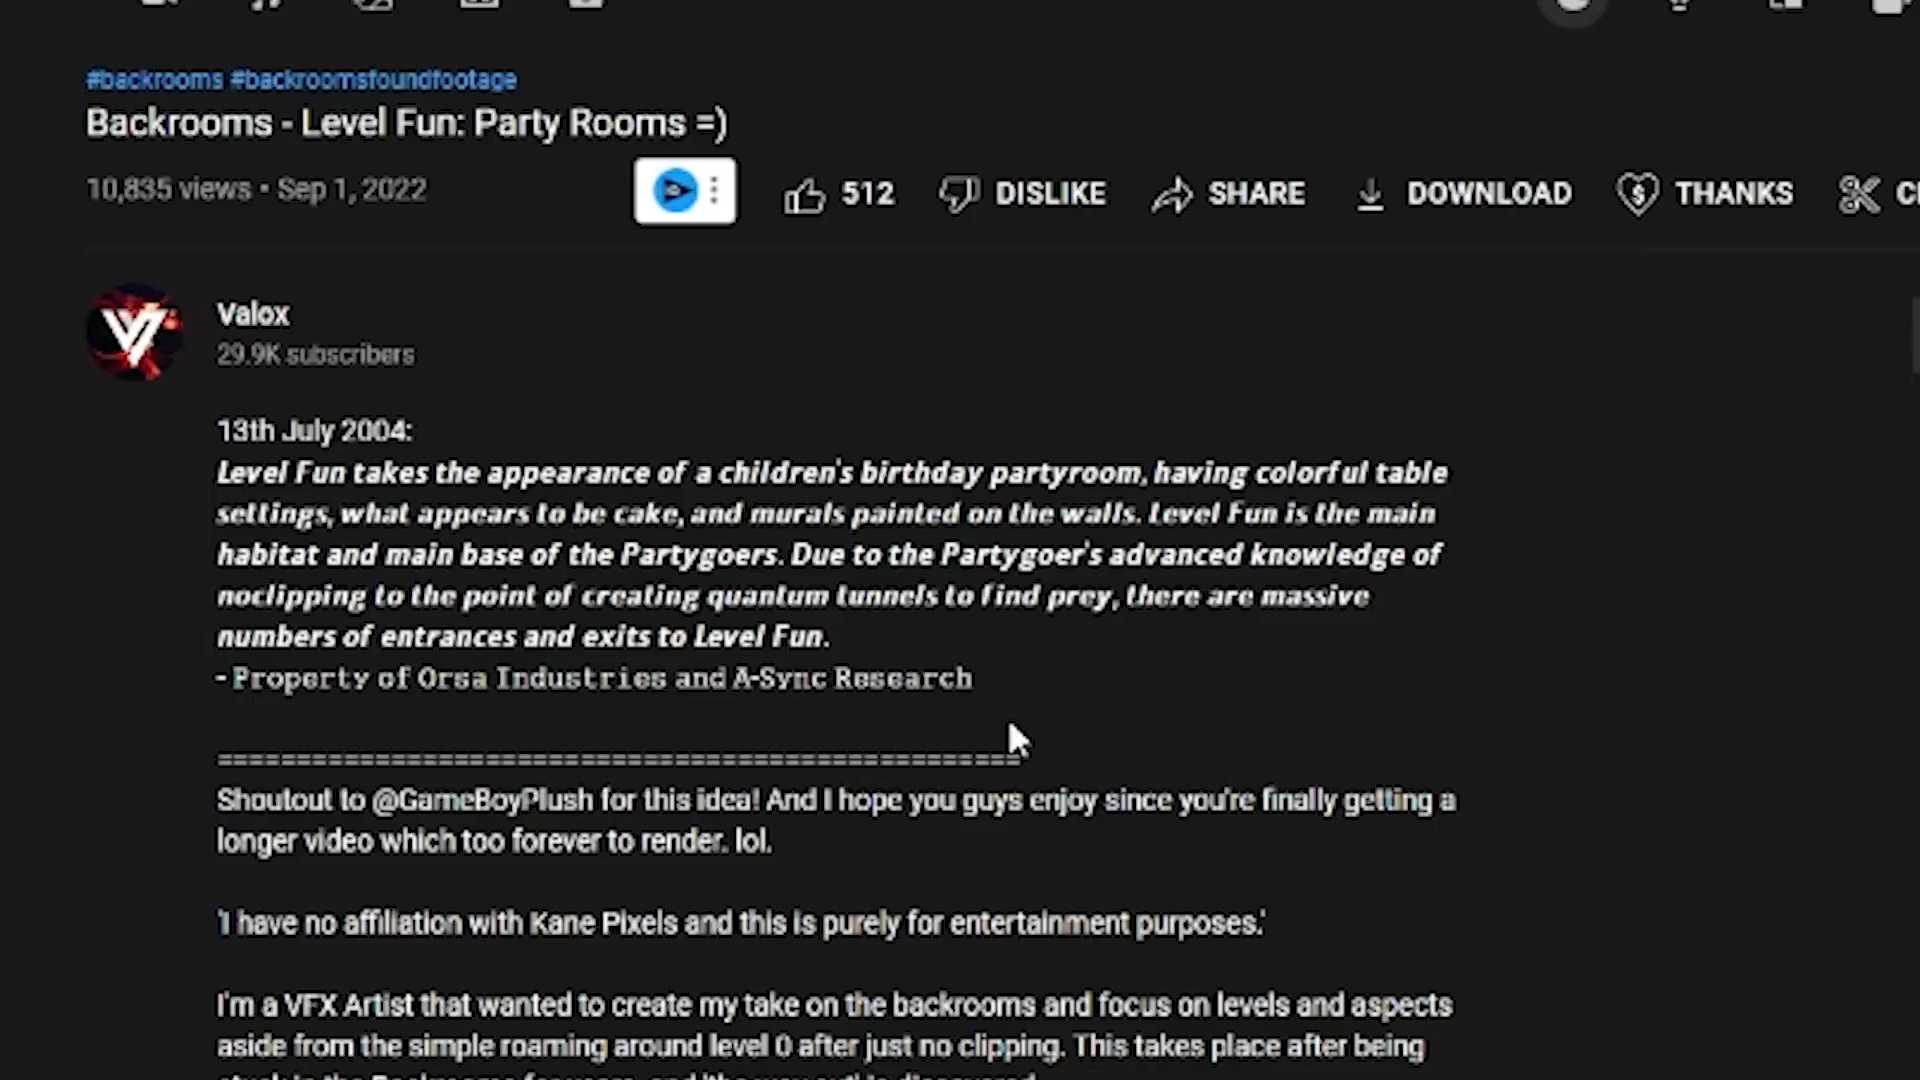 #backrooms #backroomsfoundfootage
Backrooms - Level Fun: Party Rooms =)
10,835 views • Sep 1, 2022
512 DISLIKE SHARE DOWNLOAD THANKS
Valox
29.9K subscribers
13th July 2004:
Level Fun takes the appearance of a children's birthday partyroom, having colorful table
settings, what appears to be cake, and murals painted on the walls. Level Fun is the main
habitat and main base of the Partygoers. Due to the Partygoer's advanced knowledge of
noclipping to the point of creating quantum tunnels to find prey, there are massive
numbers of entrances and exits to Level Fun.
- Property of Orsa Industries and A-Sync Research
===================================================
Shoutout to @GameBoyPlush for this idea! And I hope you guys enjoy since you're finally getting a
longer video which too forever to render. lol.
'I have no affiliation with Kane Pixels and this is purely for entertainment purposes.'
I'm a VFX Artist that wanted to create my take on the backrooms and focus on levels and aspects
aside from the simple roaming around level 0 after just no clipping. This takes place after being